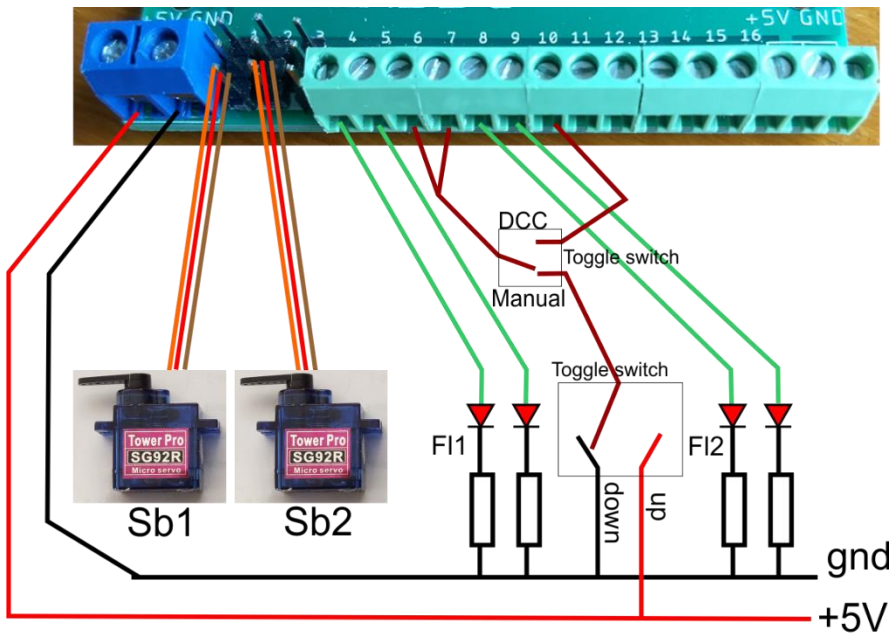 +5V GND
1 2 3 4 5 6 7 8 9 10 11 12 13 14 15 16
+5V GND
DCC
Toggle switch
Manual
Toggle switch
Tower Pro
SG92R
Micro servo
Tower Pro
SG92R
Micro servo
Sb1
Sb2
Fl1
down
up
Fl2
gnd
+5V